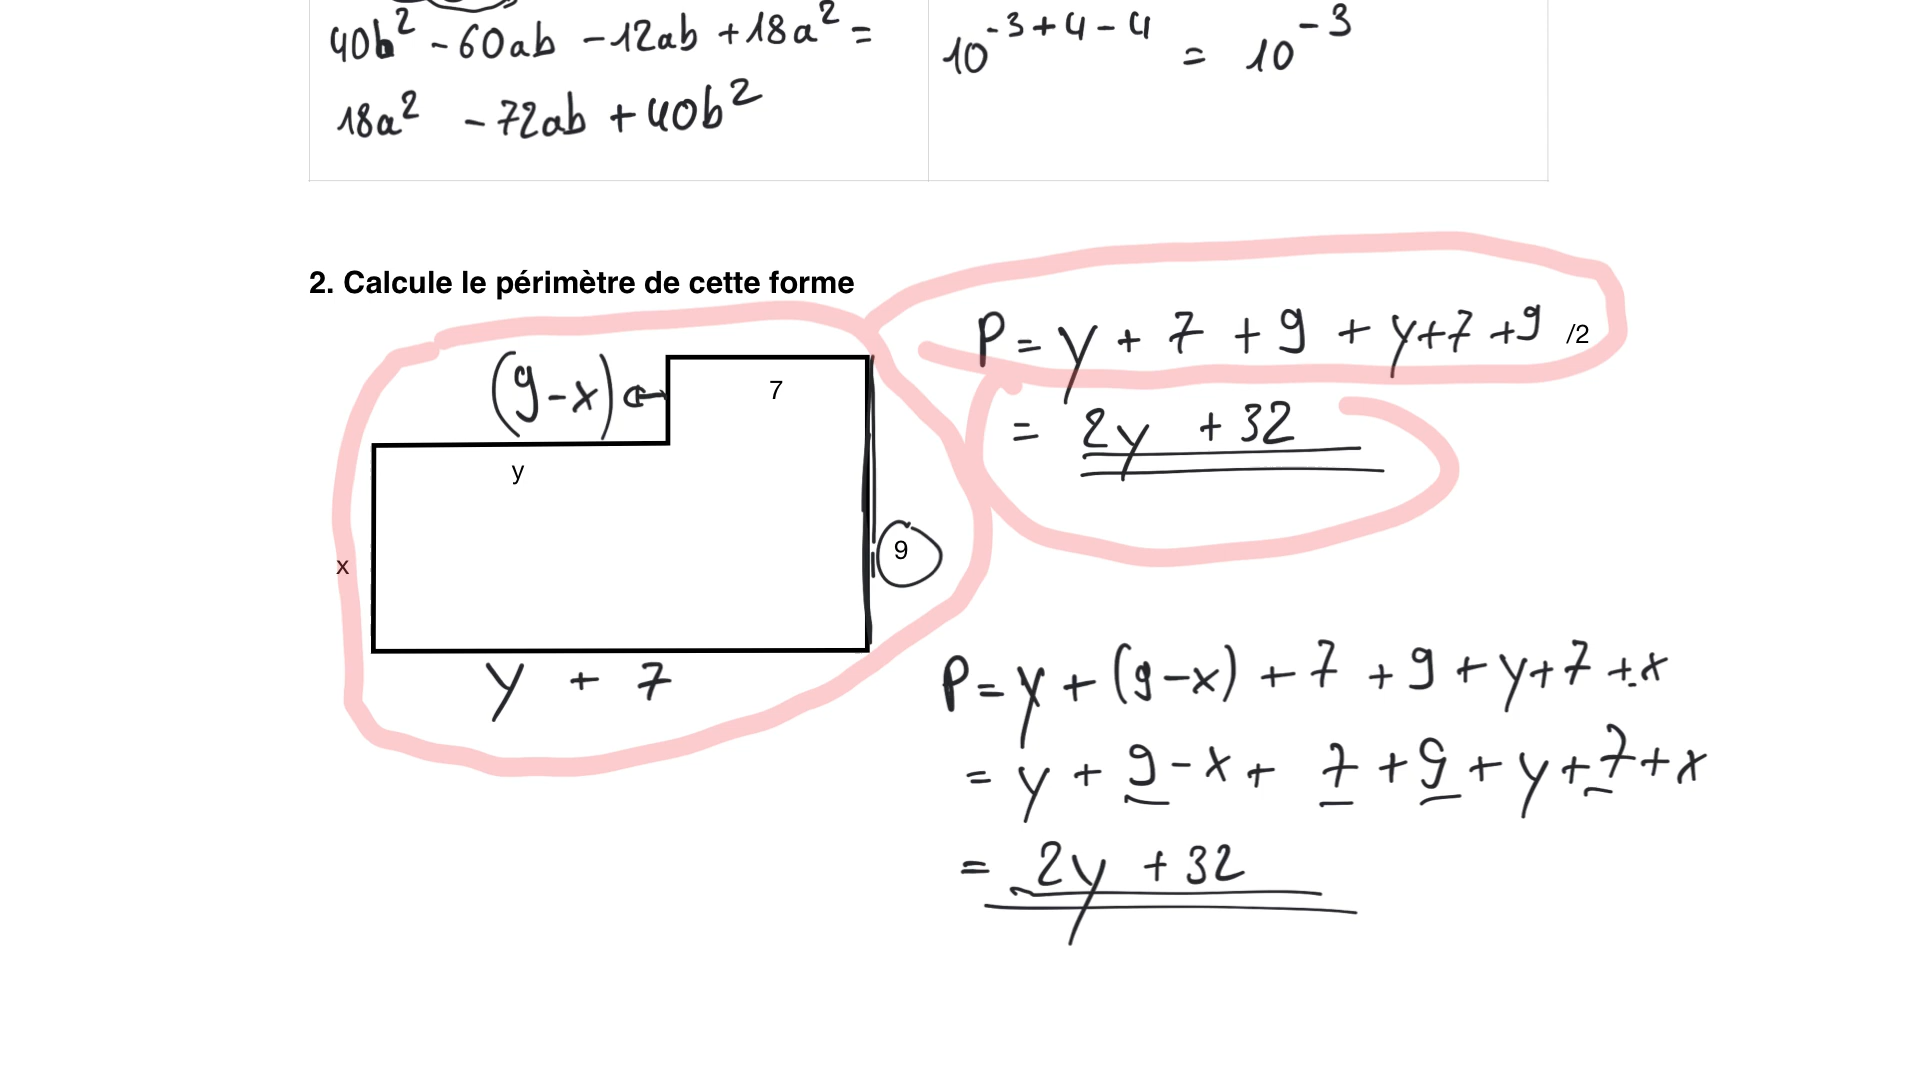 40b² - 60ab - 12ab + 18a² =
18a² - 72ab + 40b²
10⁻³⁺⁴⁻⁴ = 10⁻³
2. Calcule le périmètre de cette forme
(9-x)
7
y
x
9
y + 7
P = y + 7 + 9 + y+7 +9 /2
= 2y + 32
P = y + (9-x) + 7 + 9 + y+7 +x
= y + 9 - x + 7 + 9 + y + 7 + x
= 2y + 32